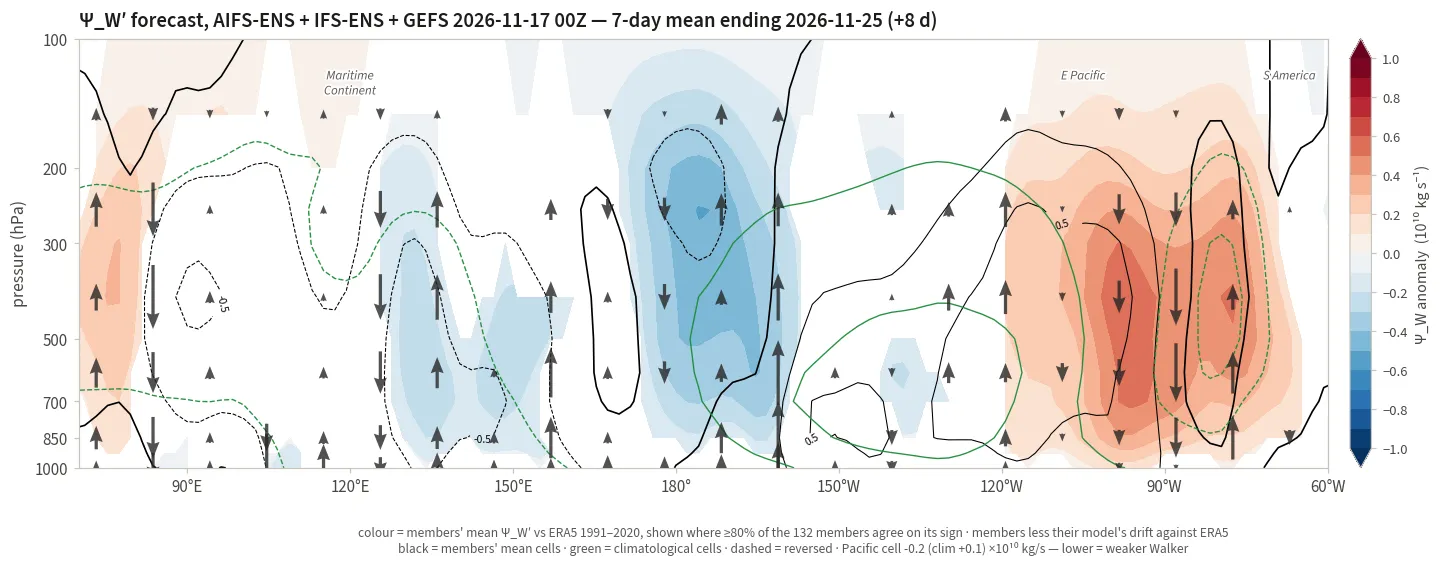 Ψ_W′ forecast, AIFS-ENS + IFS-ENS + GEFS 2026-11-17 00Z — 7-day mean ending 2026-11-25 (+8 d)
100
200
300
400
500
700
850
1000
pressure (hPa)
Maritime
Continent
E Pacific
S America
-0.5
-0.5
0.5
0.5
90°E
120°E
150°E
180°
150°W
120°W
90°W
60°W
1.0
0.8
0.6
0.4
0.2
0.0
−0.2
−0.4
−0.6
−0.8
−1.0
Ψ_W anomaly (10¹⁰ kg s⁻¹)
colour = members' mean Ψ_W′ vs ERA5 1991–2020, shown where ≥80% of the 132 members agree on its sign · members less their model's drift against ERA5
black = members' mean cells · green = climatological cells · dashed = reversed · Pacific cell -0.2 (clim +0.1) ×10¹⁰ kg/s — lower = weaker Walker